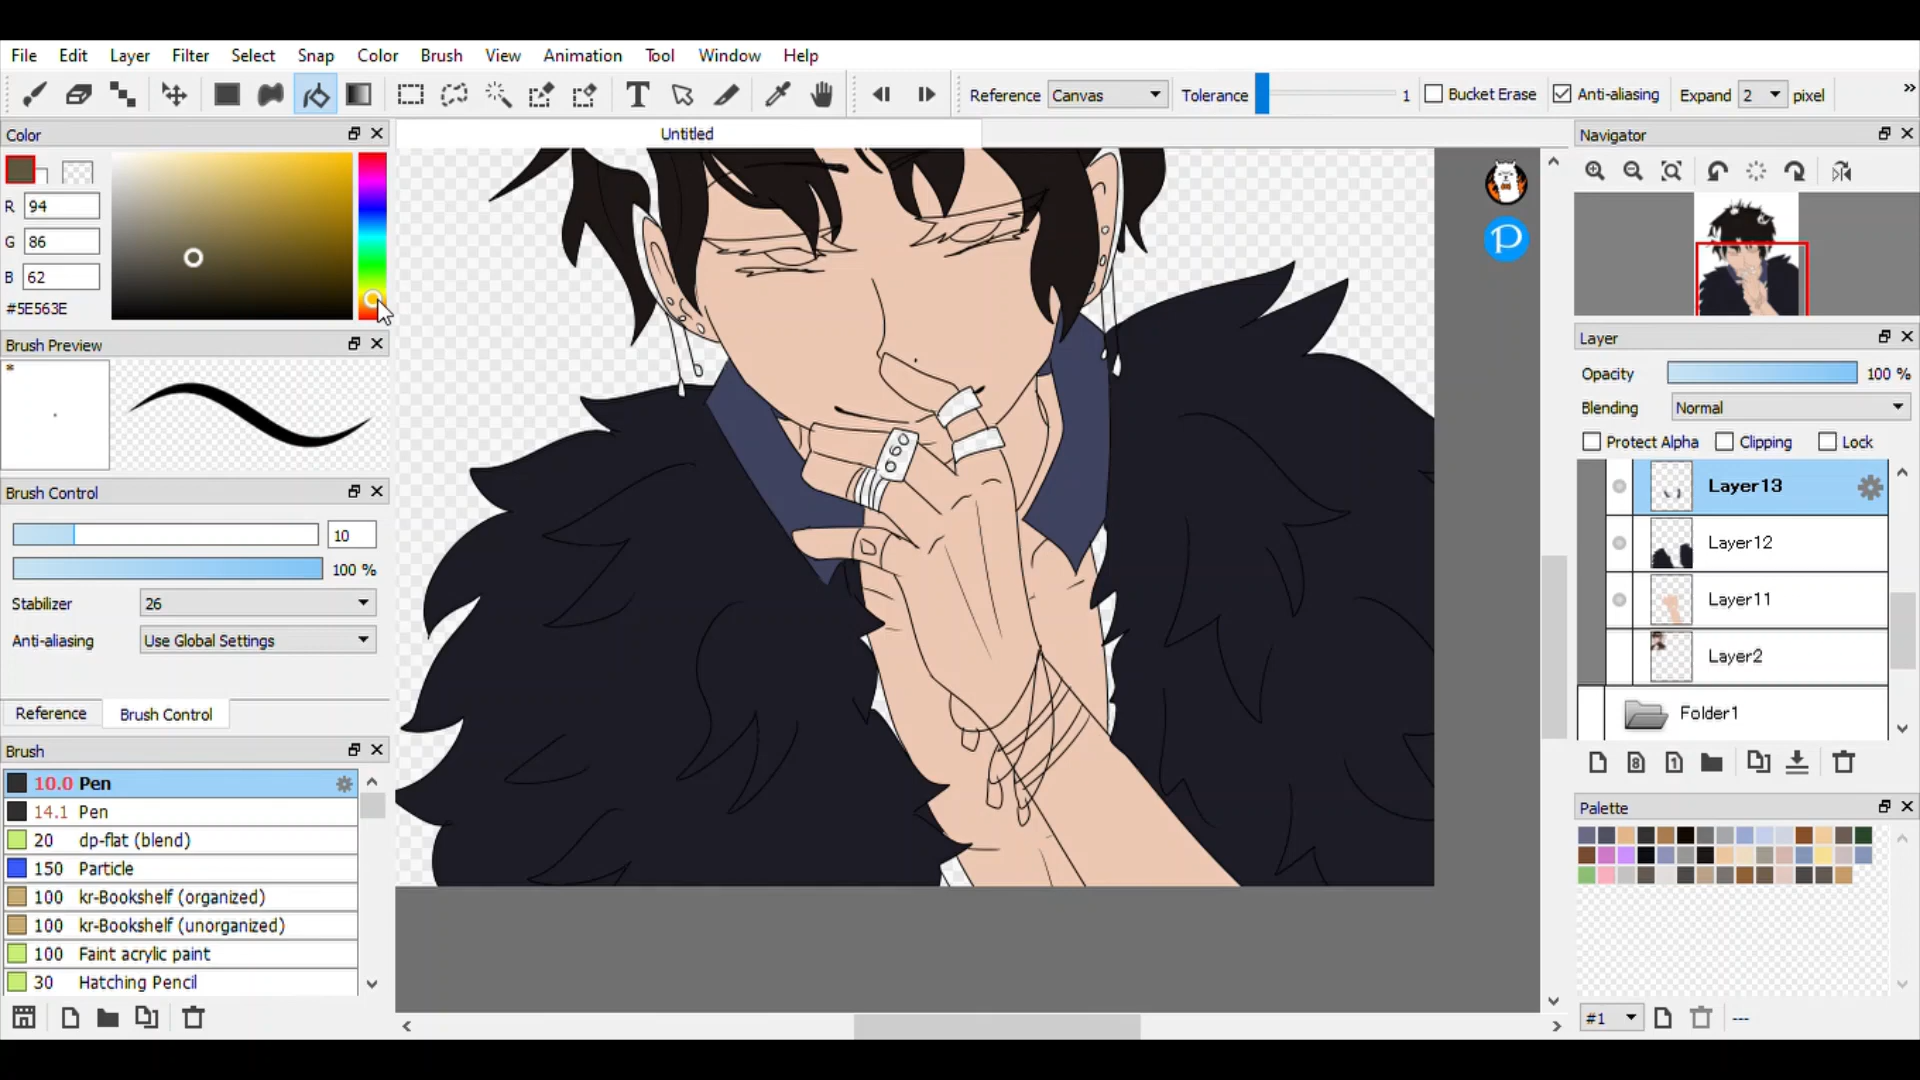 File Edit Layer Filter Select Snap Color Brush View Animation Tool Window Help
Reference Canvas Tolerance 1 Bucket Erase Anti-aliasing Expand 2 pixel »
Color
R 94
G 86
B 62
#5E563E
Brush Preview
*
Brush Control
10
100 %
Stabilizer 26
Anti-aliasing Use Global Settings
Reference Brush Control
Brush
10.0 Pen
14.1 Pen
20 dp-flat (blend)
150 Particle
100 kr-Bookshelf (organized)
100 kr-Bookshelf (unorganized)
100 Faint acrylic paint
30 Hatching Pencil
Untitled
P
Navigator
Layer
Opacity 100 %
Blending Normal
Protect Alpha Clipping Lock
Layer13
Layer12
Layer11
Layer2
Folder1
8 1
Palette
#1 ---